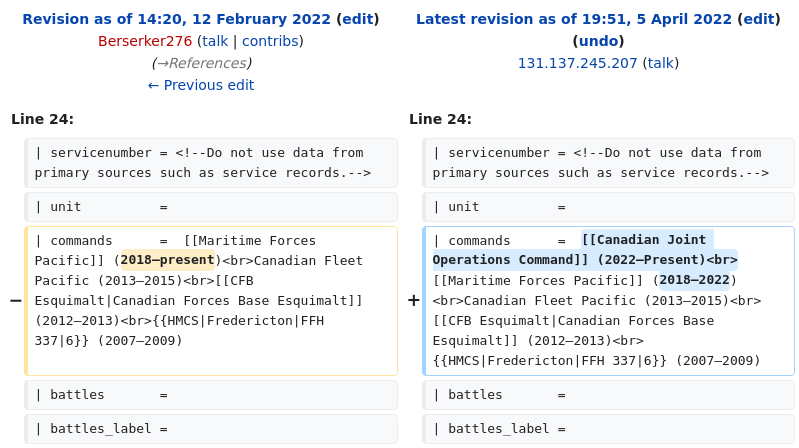 Revision as of 14:20, 12 February 2022 (edit)
Berserker276 (talk | contribs)
(→References)
← Previous edit
Latest revision as of 19:51, 5 April 2022 (edit)
(undo)
131.137.245.207 (talk)
Line 24:
Line 24:
| servicenumber = <!--Do not use data from
primary sources such as service records.-->
| servicenumber = <!--Do not use data from
primary sources such as service records.-->
| unit          =
| unit          =
−
| commands      =  [[Maritime Forces
Pacific]] (2018–present)<br>Canadian Fleet
Pacific (2013–2015)<br>[[CFB
Esquimalt|Canadian Forces Base Esquimalt]]
(2012–2013)<br>{{HMCS|Fredericton|FFH
337|6}} (2007–2009)
+
| commands      =  [[Canadian Joint
Operations Command]] (2022–Present)<br>
[[Maritime Forces Pacific]] (2018–2022)
<br>Canadian Fleet Pacific (2013–2015)<br>
[[CFB Esquimalt|Canadian Forces Base
Esquimalt]] (2012–2013)<br>
{{HMCS|Fredericton|FFH 337|6}} (2007–2009)
| battles       =
| battles       =
| battles_label =
| battles_label =